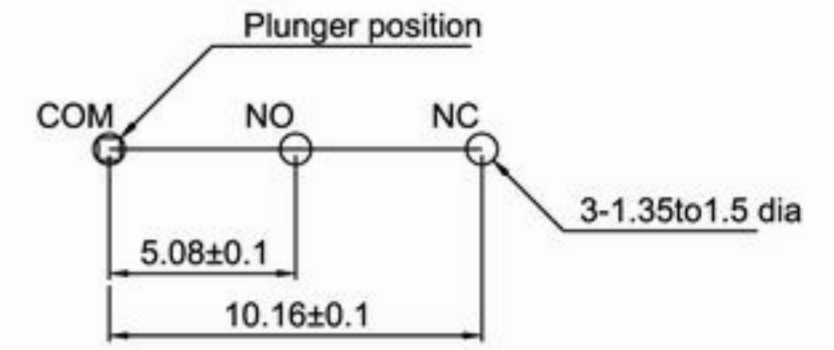 Plunger position
COM NO NC
3-1.35to1.5 dia
5.08±0.1
10.16±0.1